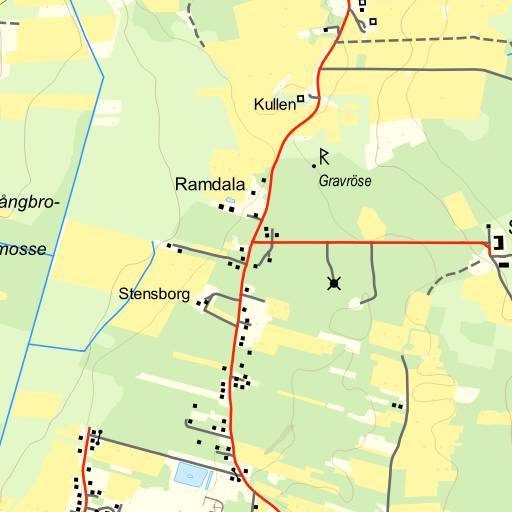 Kullen
Gravröse
Ramdala
ångbro-
mosse
Stensborg
S